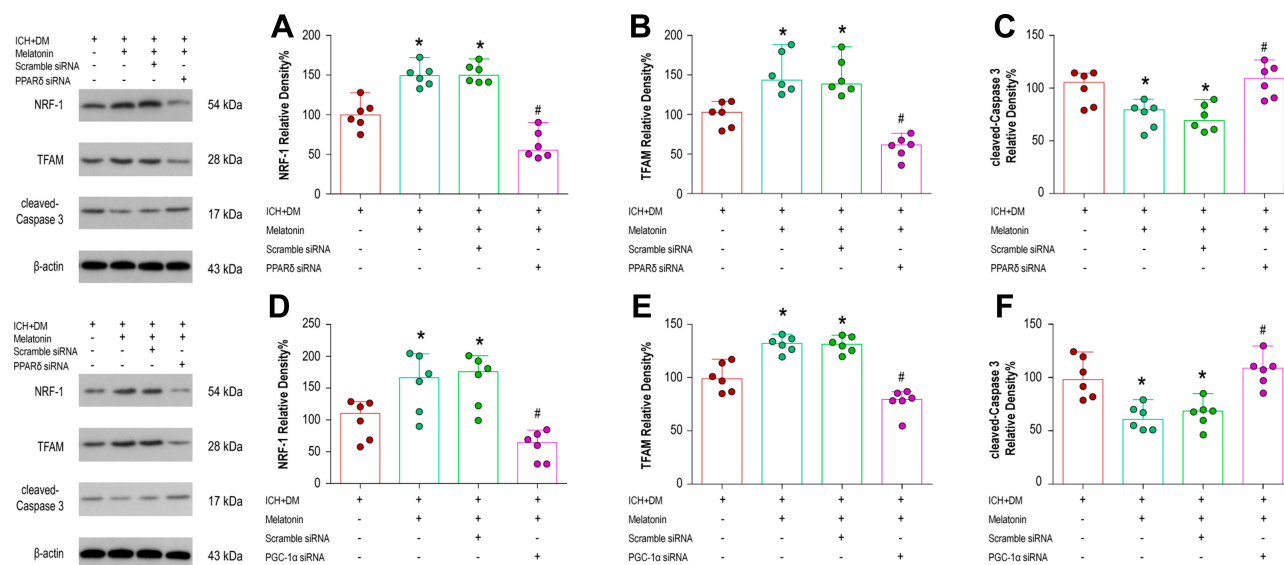 ICH+DM + + + +
Melatonin - + + +
Scramble siRNA - - + -
PPARδ siRNA - - - +
NRF-1 54 kDa
TFAM 28 kDa
cleaved-
Caspase 3 17 kDa
β-actin 43 kDa
A
NRF-1 Relative Density%
200
150
100
50
0
* * #
ICH+DM + + + +
Melatonin - + + +
Scramble siRNA - - + -
PPARδ siRNA - - - +
B
TFAM Relative Density%
200
150
100
50
0
* * #
ICH+DM + + + +
Melatonin - + + +
Scramble siRNA - - + -
PPARδ siRNA - - - +
C
cleaved-Caspase 3
Relative Density%
150
100
50
0
* * #
ICH+DM + + + +
Melatonin - + + +
Scramble siRNA - - + -
PPARδ siRNA - - - +
ICH+DM + + + +
Melatonin - + + +
Scramble siRNA - - + -
PPARδ siRNA - - - +
NRF-1 54 kDa
TFAM 28 kDa
cleaved-
Caspase 3 17 kDa
β-actin 43 kDa
D
NRF-1 Relative Density%
250
200
150
100
50
0
* * #
ICH+DM + + + +
Melatonin - + + +
Scramble siRNA - - + -
PGC-1α siRNA - - - +
E
TFAM Relative Density%
150
100
50
0
* * #
ICH+DM + + + +
Melatonin - + + +
Scramble siRNA - - + -
PGC-1α siRNA - - - +
F
cleaved-Caspase 3
Relative Density%
150
100
50
0
* * #
ICH+DM + + + +
Melatonin - + + +
Scramble siRNA - - + -
PGC-1α siRNA - - - +